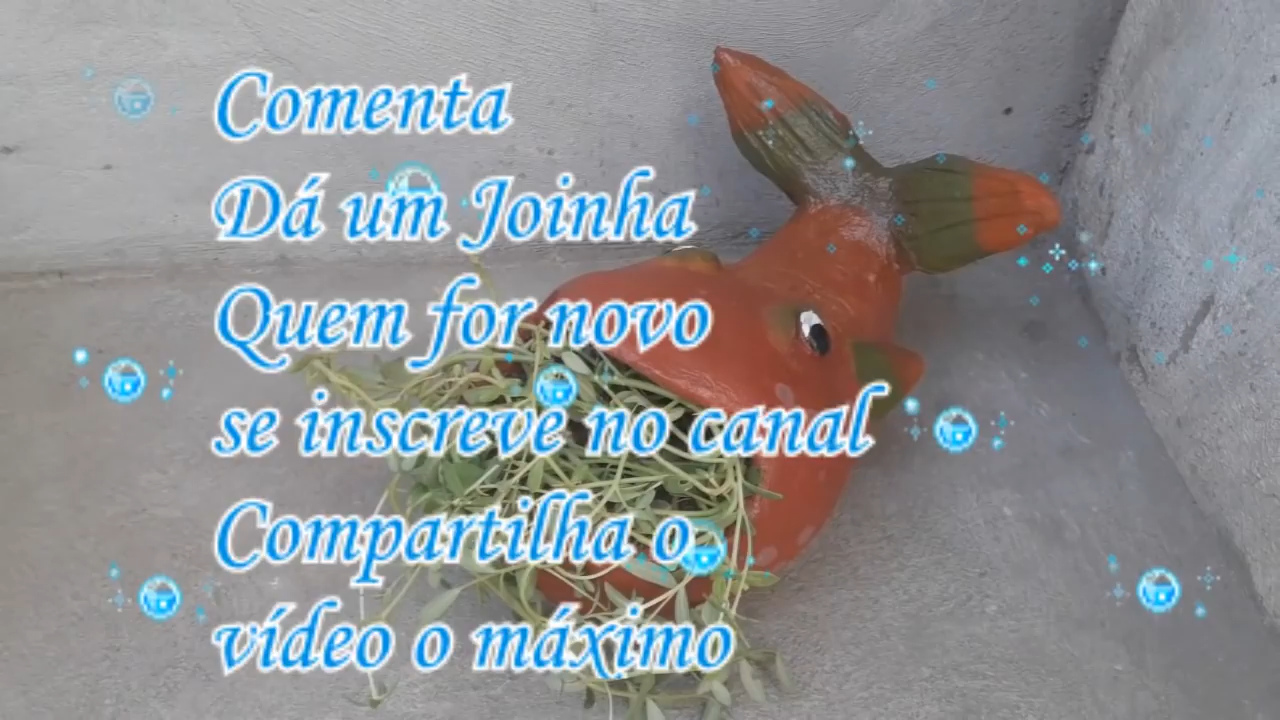 Comenta
Dá um Joinha
Quem for novo
se inscreve no canal
Compartilha o
vídeo o máximo